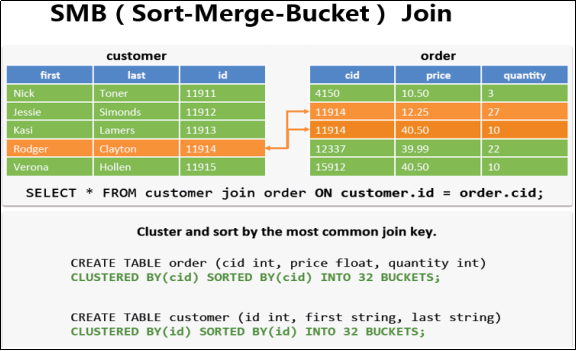 SMB ( Sort-Merge-Bucket ) Join
customer
first last id
Nick Toner 11911
Jessie Simonds 11912
Kasi Lamers 11913
Rodger Clayton 11914
Verona Hollen 11915
order
cid price quantity
4150 10.50 3
11914 12.25 27
11914 40.50 10
12337 39.99 22
15912 40.50 10
SELECT * FROM customer join order ON customer.id = order.cid;
Cluster and sort by the most common join key.
CREATE TABLE order (cid int, price float, quantity int)
CLUSTERED BY(cid) SORTED BY(cid) INTO 32 BUCKETS;
CREATE TABLE customer (id int, first string, last string)
CLUSTERED BY(id) SORTED BY(id) INTO 32 BUCKETS;